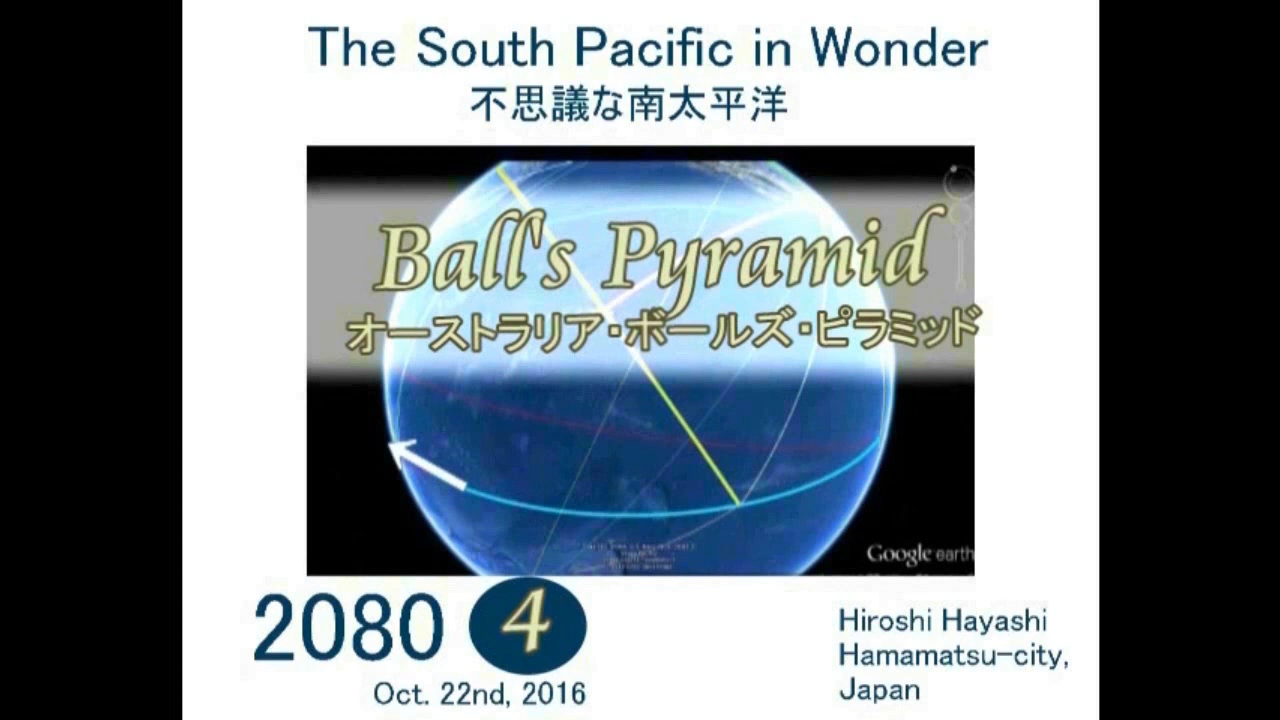 The South Pacific in Wonder
不思議な南太平洋
Ball's Pyramid
オーストラリア・ボールズ・ピラミッド
Google earth
2080 4
Oct. 22nd, 2016
Hiroshi Hayashi
Hamamatsu-city,
Japan